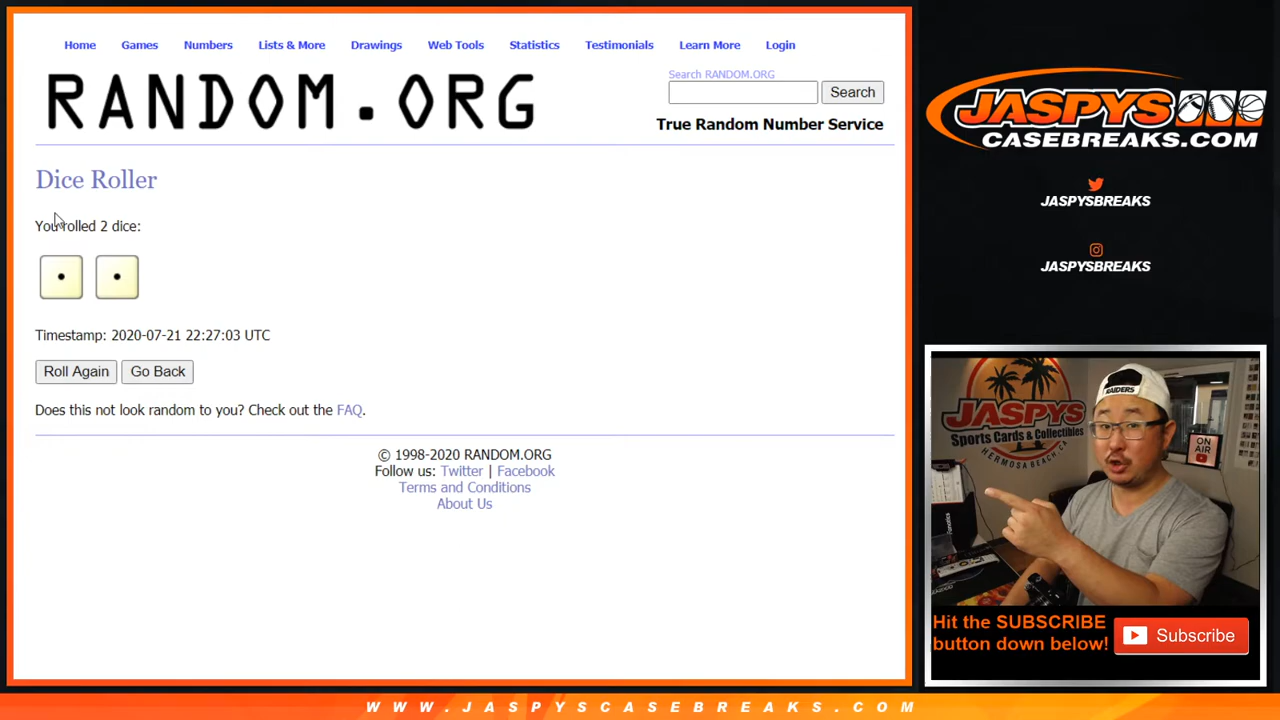 Home Games Numbers Lists & More Drawings Web Tools Statistics Testimonials Learn More Login
RANDOM.ORG
Search RANDOM.ORG
Search
True Random Number Service
Dice Roller
You rolled 2 dice:
Timestamp: 2020-07-21 22:27:03 UTC
Roll Again Go Back
Does this not look random to you? Check out the FAQ.
© 1998-2020 RANDOM.ORG
Follow us: Twitter | Facebook
Terms and Conditions
About Us
JASPYS
CASEBREAKS.COM
JASPYSBREAKS
JASPYSBREAKS
RAIDERS
JASPYS
Sports Cards & Collectibles
HERMOSA BEACH, CA
ON
AIR
Hit the SUBSCRIBE
button down below!
Subscribe
WWW.JASPYSCASEBREAKS.COM